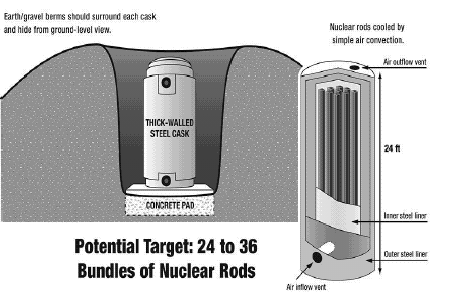 Earth/gravel berms should surround each cask
and hide from ground-level view.
Nuclear rods cooled by
simple air convection.
Air outflow vent
THICK-WALLED
STEEL CASK
24 ft
CONCRETE PAD
Inner steel liner
Potential Target: 24 to 36
Bundles of Nuclear Rods
Outer steel liner
Air inflow vent